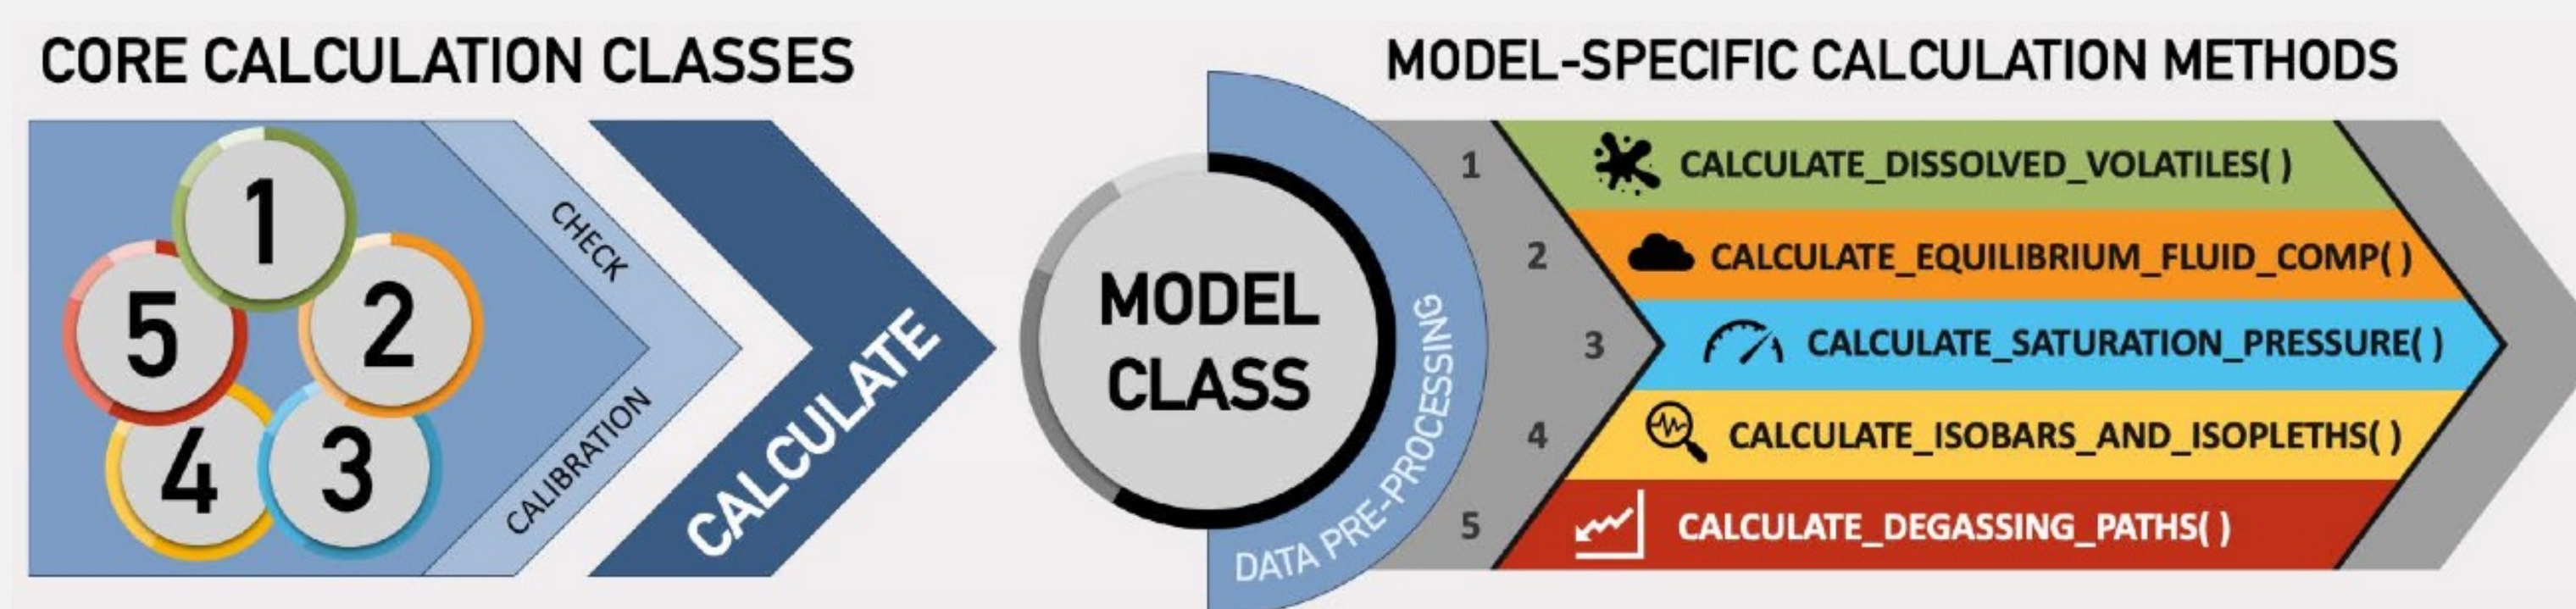 CORE CALCULATION CLASSES
1
2
3
4
5
CHECK
CALIBRATION
CALCULATE
MODEL
CLASS
DATA PRE-PROCESSING
MODEL-SPECIFIC CALCULATION METHODS
1 CALCULATE_DISSOLVED_VOLATILES( )
2 CALCULATE_EQUILIBRIUM_FLUID_COMP( )
3 CALCULATE_SATURATION_PRESSURE( )
4 CALCULATE_ISOBARS_AND_ISOPLETHS( )
5 CALCULATE_DEGASSING_PATHS( )